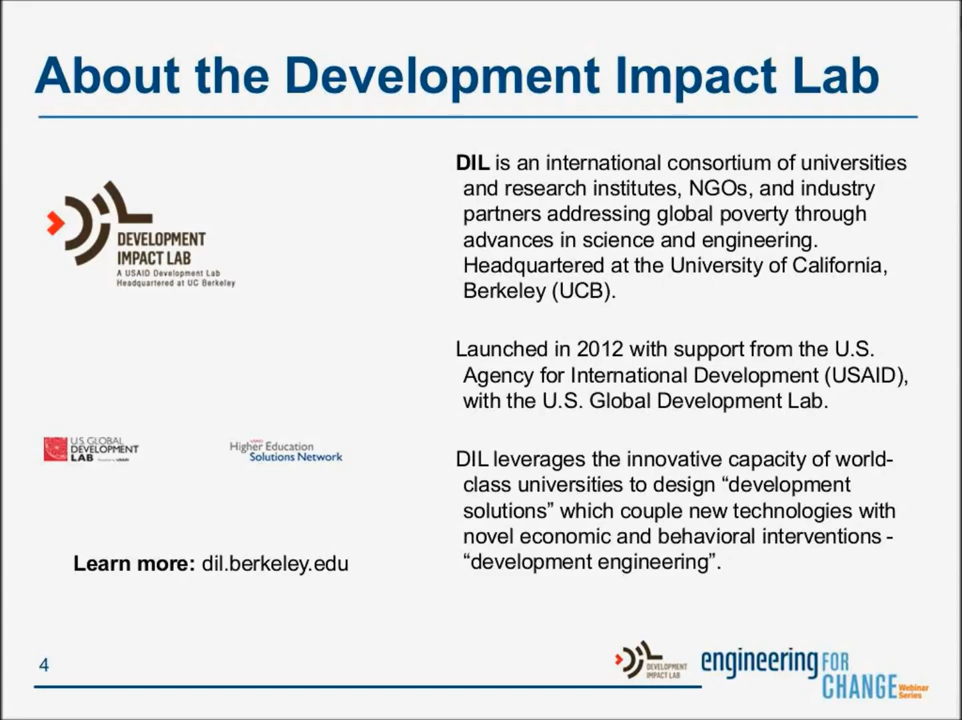 About the Development Impact Lab
DIL
DEVELOPMENT
IMPACT LAB
A USAID Development Lab
Headquartered at UC Berkeley
U.S. GLOBAL
DEVELOPMENT
LAB
Higher Education
Solutions Network
Learn more: dil.berkeley.edu
DIL is an international consortium of universities
and research institutes, NGOs, and industry
partners addressing global poverty through
advances in science and engineering.
Headquartered at the University of California,
Berkeley (UCB).
Launched in 2012 with support from the U.S.
Agency for International Development (USAID),
with the U.S. Global Development Lab.
DIL leverages the innovative capacity of world-
class universities to design “development
solutions” which couple new technologies with
novel economic and behavioral interventions -
“development engineering”.
4
DIL
DEVELOPMENT
IMPACT LAB
engineering FOR
CHANGE Webinar
Series